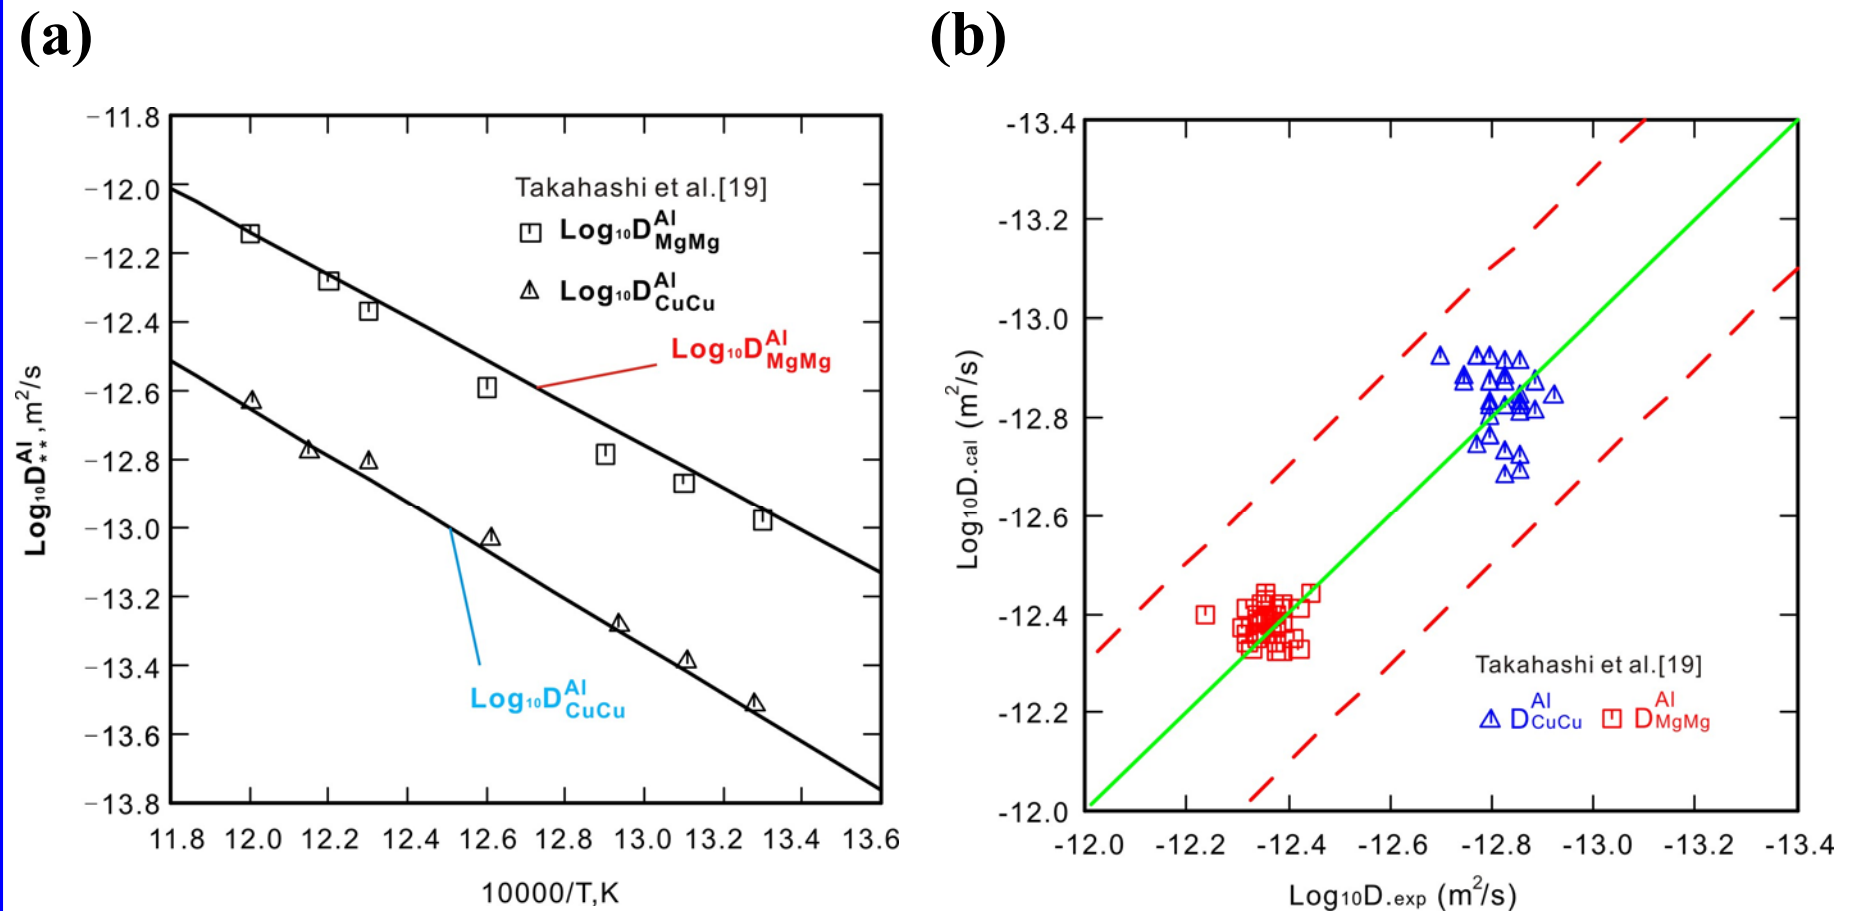 (a)
(b)
−11.8
−12.0
−12.2
−12.4
−12.6
−12.8
−13.0
−13.2
−13.4
−13.6
−13.8
Log₁₀D**^Al,m²/s
Takahashi et al.[19]
Log₁₀D^Al_MgMg
Log₁₀D^Al_CuCu
Log₁₀D^Al_MgMg
Log₁₀D^Al_CuCu
11.8 12.0 12.2 12.4 12.6 12.8 13.0 13.2 13.4 13.6
10000/T,K
-13.4
-13.2
-13.0
-12.8
-12.6
-12.4
-12.2
-12.0
Log₁₀D.cal (m²/s)
Takahashi et al.[19]
D^Al_CuCu D^Al_MgMg
-12.0 -12.2 -12.4 -12.6 -12.8 -13.0 -13.2 -13.4
Log₁₀D.exp (m²/s)